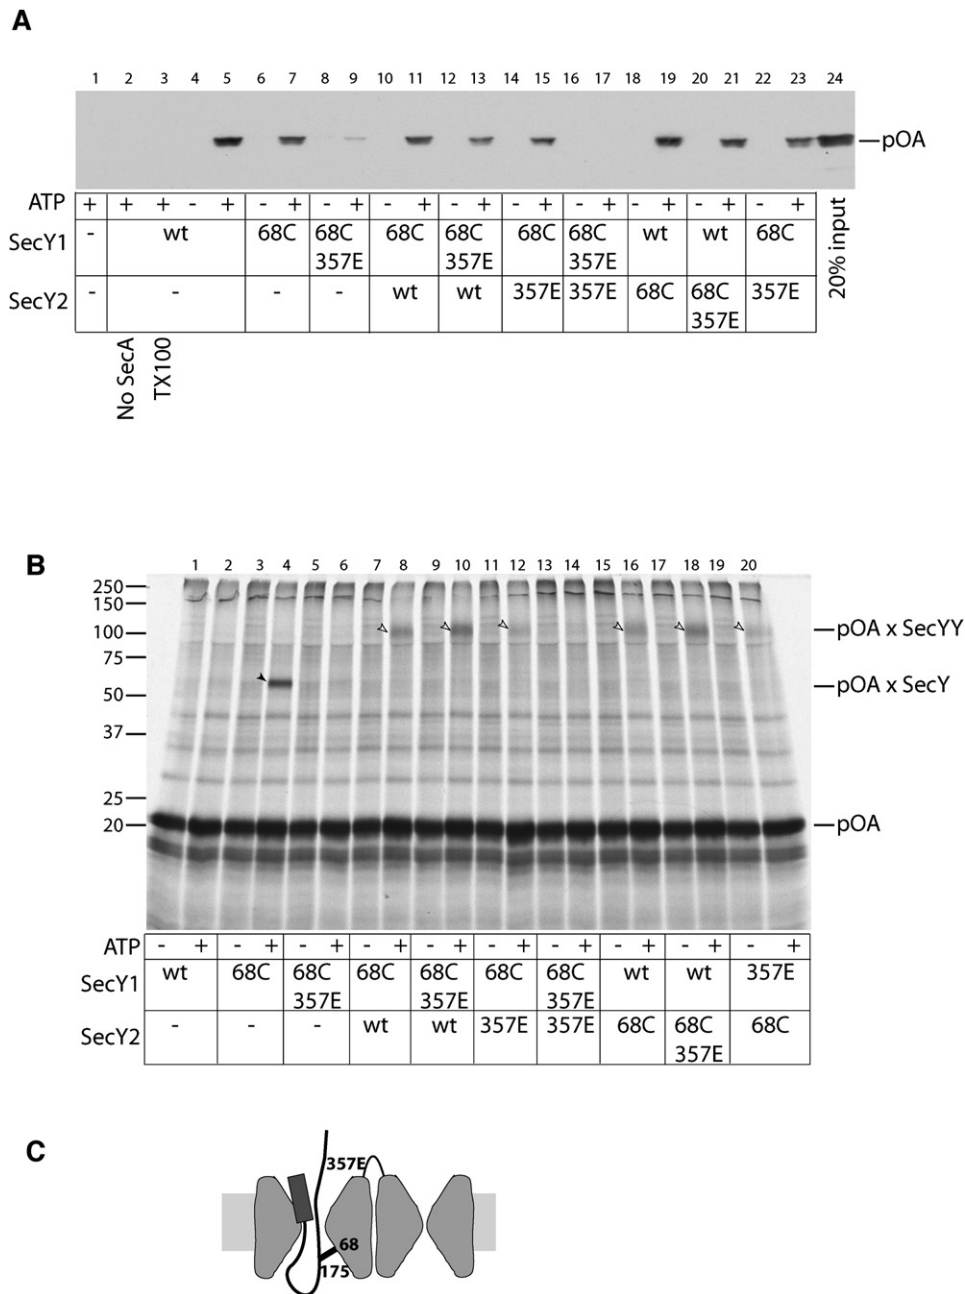 A
1 2 3 4 5 6 7 8 9 10 11 12 13 14 15 16 17 18 19 20 21 22 23 24
pOA
ATP + + + - + - + - + - + - + - + - + - + - + - +
SecY1 - wt 68C 68C 68C 68C 68C 68C wt wt 68C
357E 357E 357E
SecY2 - - - - wt wt 357E 357E 68C 68C 357E
357E
20% input
No SecA
TX100
B
1 2 3 4 5 6 7 8 9 10 11 12 13 14 15 16 17 18 19 20
250
150
100 pOA x SecYY
75
50 pOA x SecY
37
25
20 pOA
ATP - + - + - + - + - + - + - + - + - + - +
SecY1 wt 68C 68C 68C 68C 68C 68C wt wt 357E
357E 357E 357E
SecY2 - - - wt wt 357E 357E 68C 68C 68C
357E
C
357E
68
175